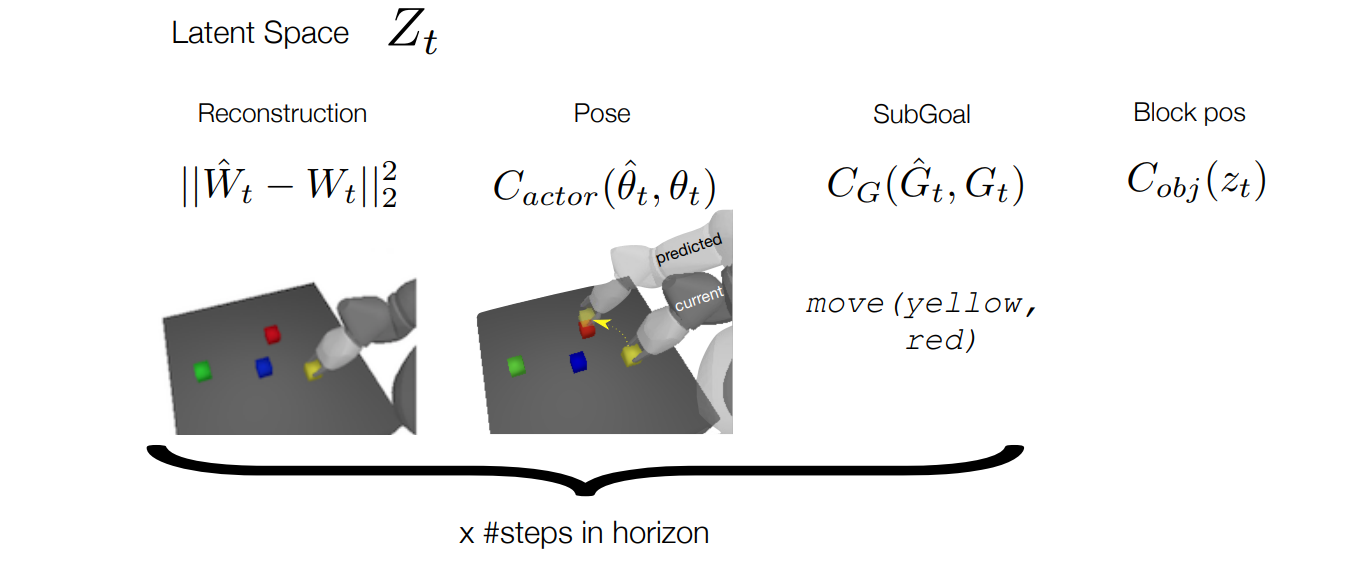 Latent Space $Z_t$
Reconstruction Pose SubGoal Block pos
$||\hat{W}_t - W_t||_2^2$ $C_{actor}(\hat{\theta}_t, \theta_t)$ $C_G(\hat{G}_t, G_t)$ $C_{obj}(z_t)$
predicted
current
move(yellow,
red)
x #steps in horizon